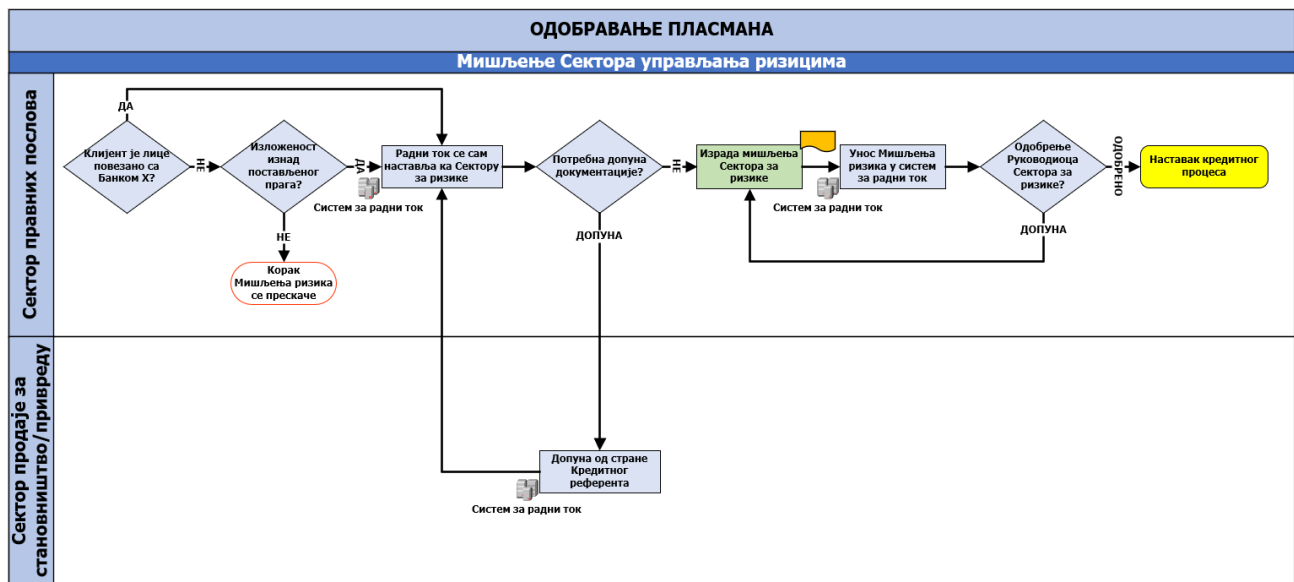 ОДОБРАВАЊЕ ПЛАСМАНА
Мишљење Сектора управљања ризицима
Сектор правних послова
ДА
Клијент је лице
повезано са
Банком X?
НЕ
Изложеност
изнад
постављеног
прага?
ДА
Радни ток се сам
наставља ка Сектору
за ризике
Систем за радни ток
Потребна допуна
документације?
НЕ
Израда мишљења
Сектора за
ризике
Унос Мишљења
ризика у систем
за радни ток
Систем за радни ток
Одобрење
Руководиоца
Сектора за
ризике?
ОДОБРЕНО
Наставак кредитног
процеса
НЕ
Корак
Мишљења ризика
се прескаче
ДОПУНА
ДОПУНА
Сектор продаје за
становништво/привреду
Допуна од стране
Кредитног
референта
Систем за радни ток